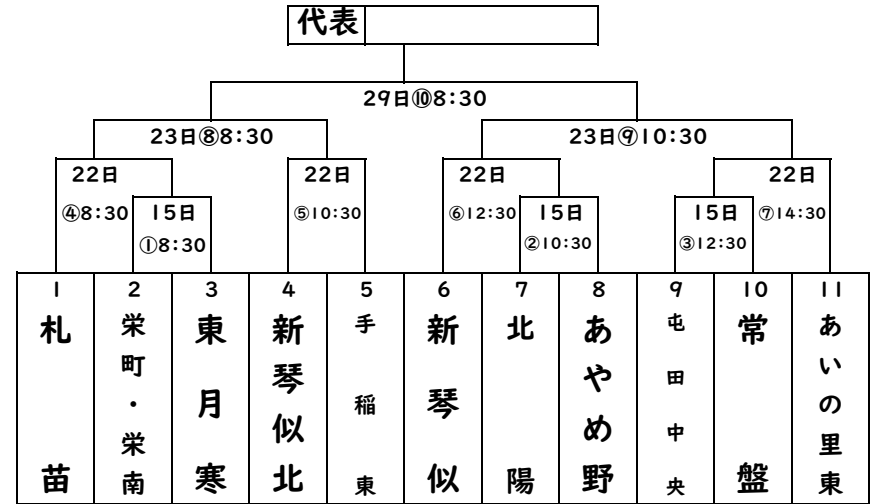 代表
29日⑩8:30
23日⑧8:30
23日⑨10:30
22日
22日
22日
22日
④8:30
15日
⑤10:30
⑥12:30
15日
15日
⑦14:30
①8:30
②10:30
③12:30
1
2
3
4
5
6
7
8
9
10
11
札苗
栄町・栄南
東月寒
新琴似北
手稲東
新琴似
北陽
あやめ野
屯田中央
常盤
あいの里東